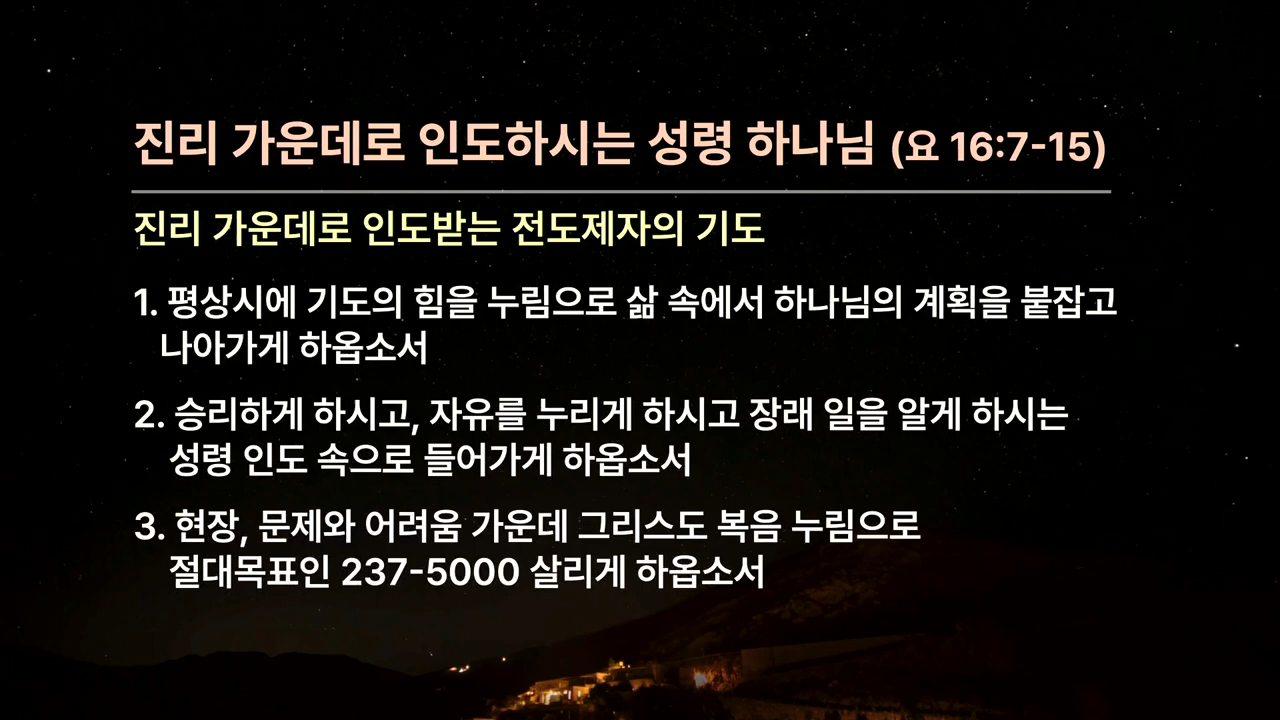 진리 가운데로 인도하시는 성령 하나님 (요 16:7-15)
진리 가운데로 인도받는 전도제자의 기도
1. 평상시에 기도의 힘을 누림으로 삶 속에서 하나님의 계획을 붙잡고
나아가게 하옵소서
2. 승리하게 하시고, 자유를 누리게 하시고 장래 일을 알게 하시는
성령 인도 속으로 들어가게 하옵소서
3. 현장, 문제와 어려움 가운데 그리스도 복음 누림으로
절대목표인 237-5000 살리게 하옵소서